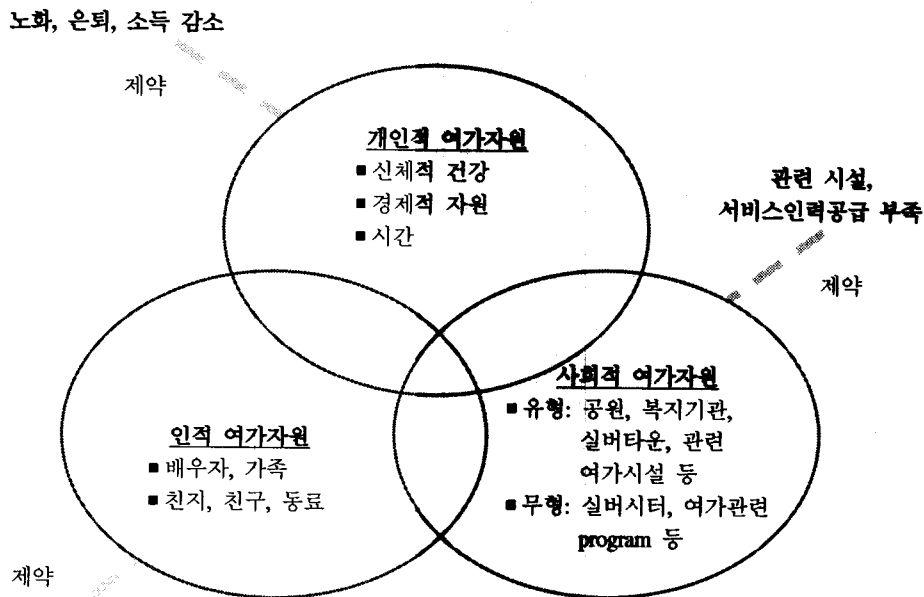 노화, 은퇴, 소득 감소
제약
개인적 여가자원
■ 신체적 건강
■ 경제적 자원
■ 시간
관련 시설,
서비스인력공급 부족
제약
사회적 여가자원
■ 유형: 공원, 복지기관,
실버타운, 관련
여가시설 등
■ 무형: 실버시터, 여가관련
program 등
인적 여가자원
■ 배우자, 가족
■ 친지, 친구, 동료
제약